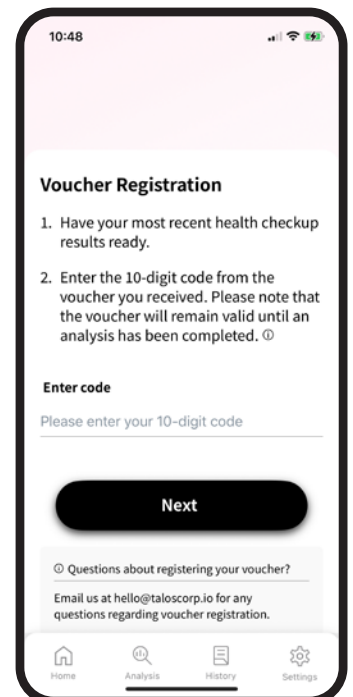 10:48
Voucher Registration
1. Have your most recent health checkup
results ready.
2. Enter the 10-digit code from the
voucher you received. Please note that
the voucher will remain valid until an
analysis has been completed. ⓘ
Enter code
Please enter your 10-digit code
Next
ⓘ Questions about registering your voucher?
Email us at hello@taloscorp.io for any
questions regarding voucher registration.
Home Analysis History Settings